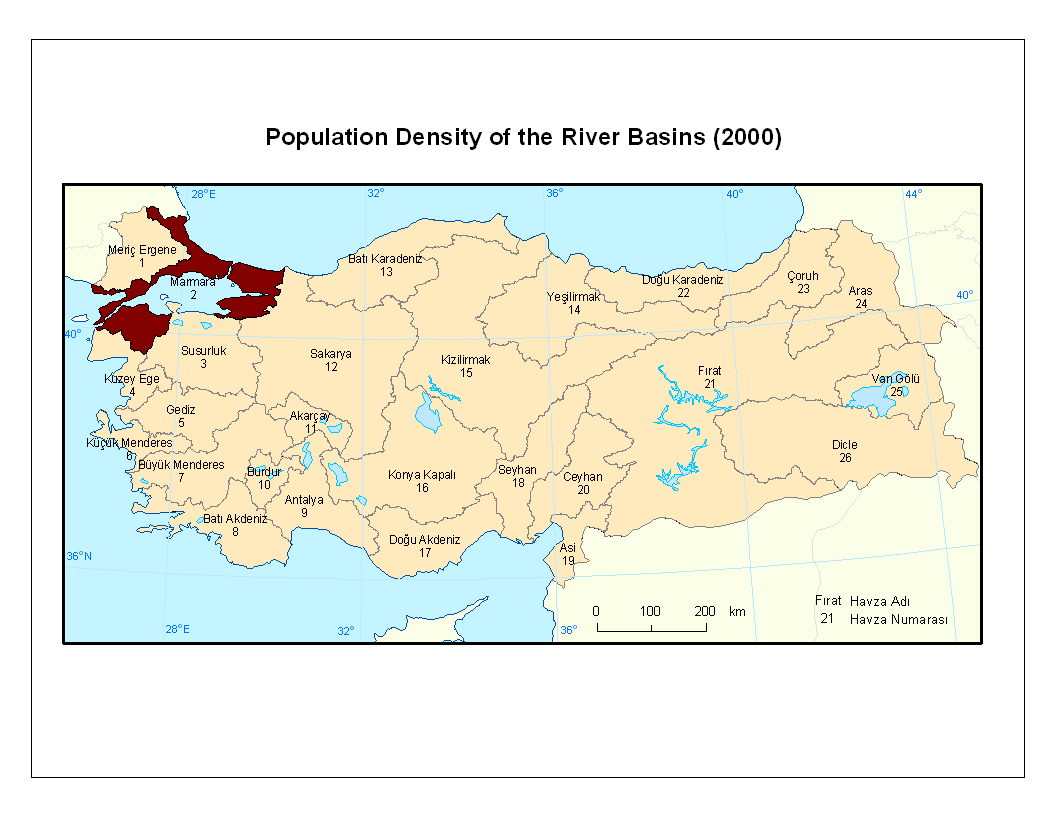 Population Density of the River Basins (2000)
28°E
32°
36°
40°
44°
Meriç Ergene
1
Marmara
2
Batı Karadeniz
13
Yeşilirmak
14
Doğu Karadeniz
22
Çoruh
23
Aras
24
40°
40°
Susurluk
3
Sakarya
12
Kizilirmak
15
Fırat
21
Van Gölü
25
Kuzey Ege
4
Gediz
5
Akarçay
11
Küçük Menderes
6
Büyük Menderes
7
Burdur
10
Konya Kapalı
16
Seyhan
18
Ceyhan
20
Dicle
26
Antalya
9
Batı Akdeniz
8
Doğu Akdeniz
17
Asi
19
36°N
28°E
32°
36°
0 100 200 km
Fırat Havza Adı
21 Havza Numarası